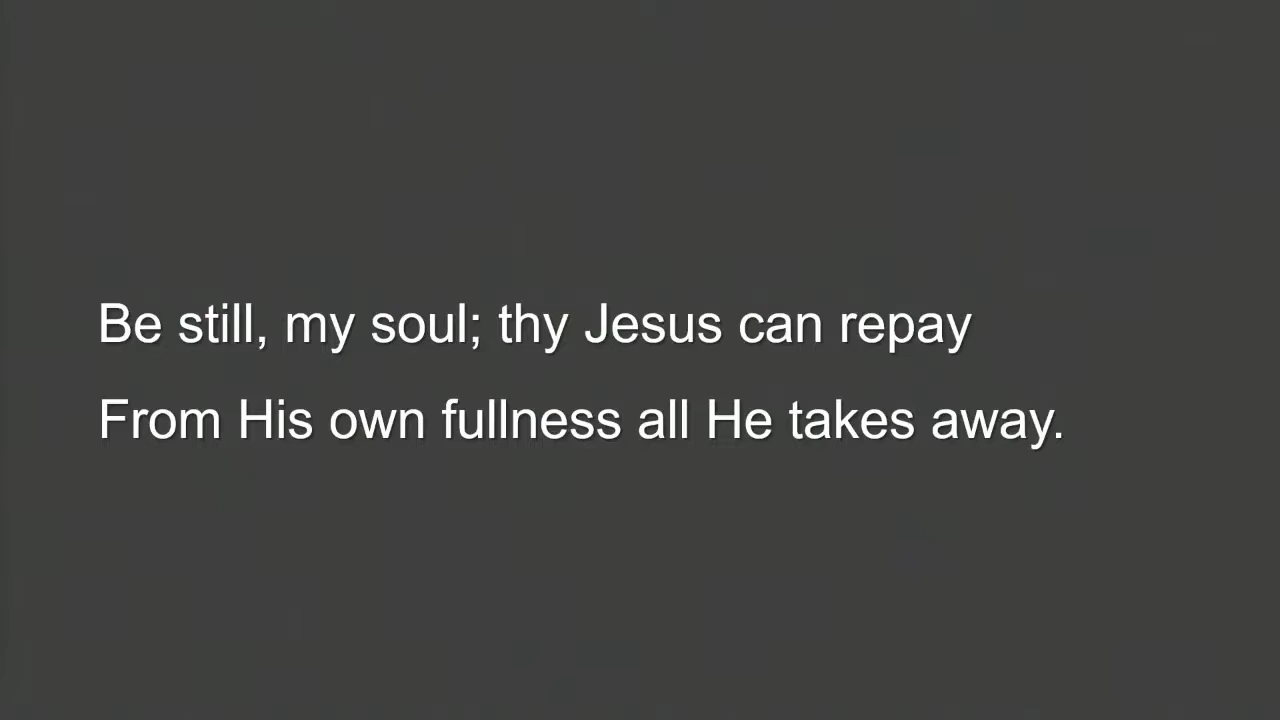 Be still, my soul; thy Jesus can repay
From His own fullness all He takes away.